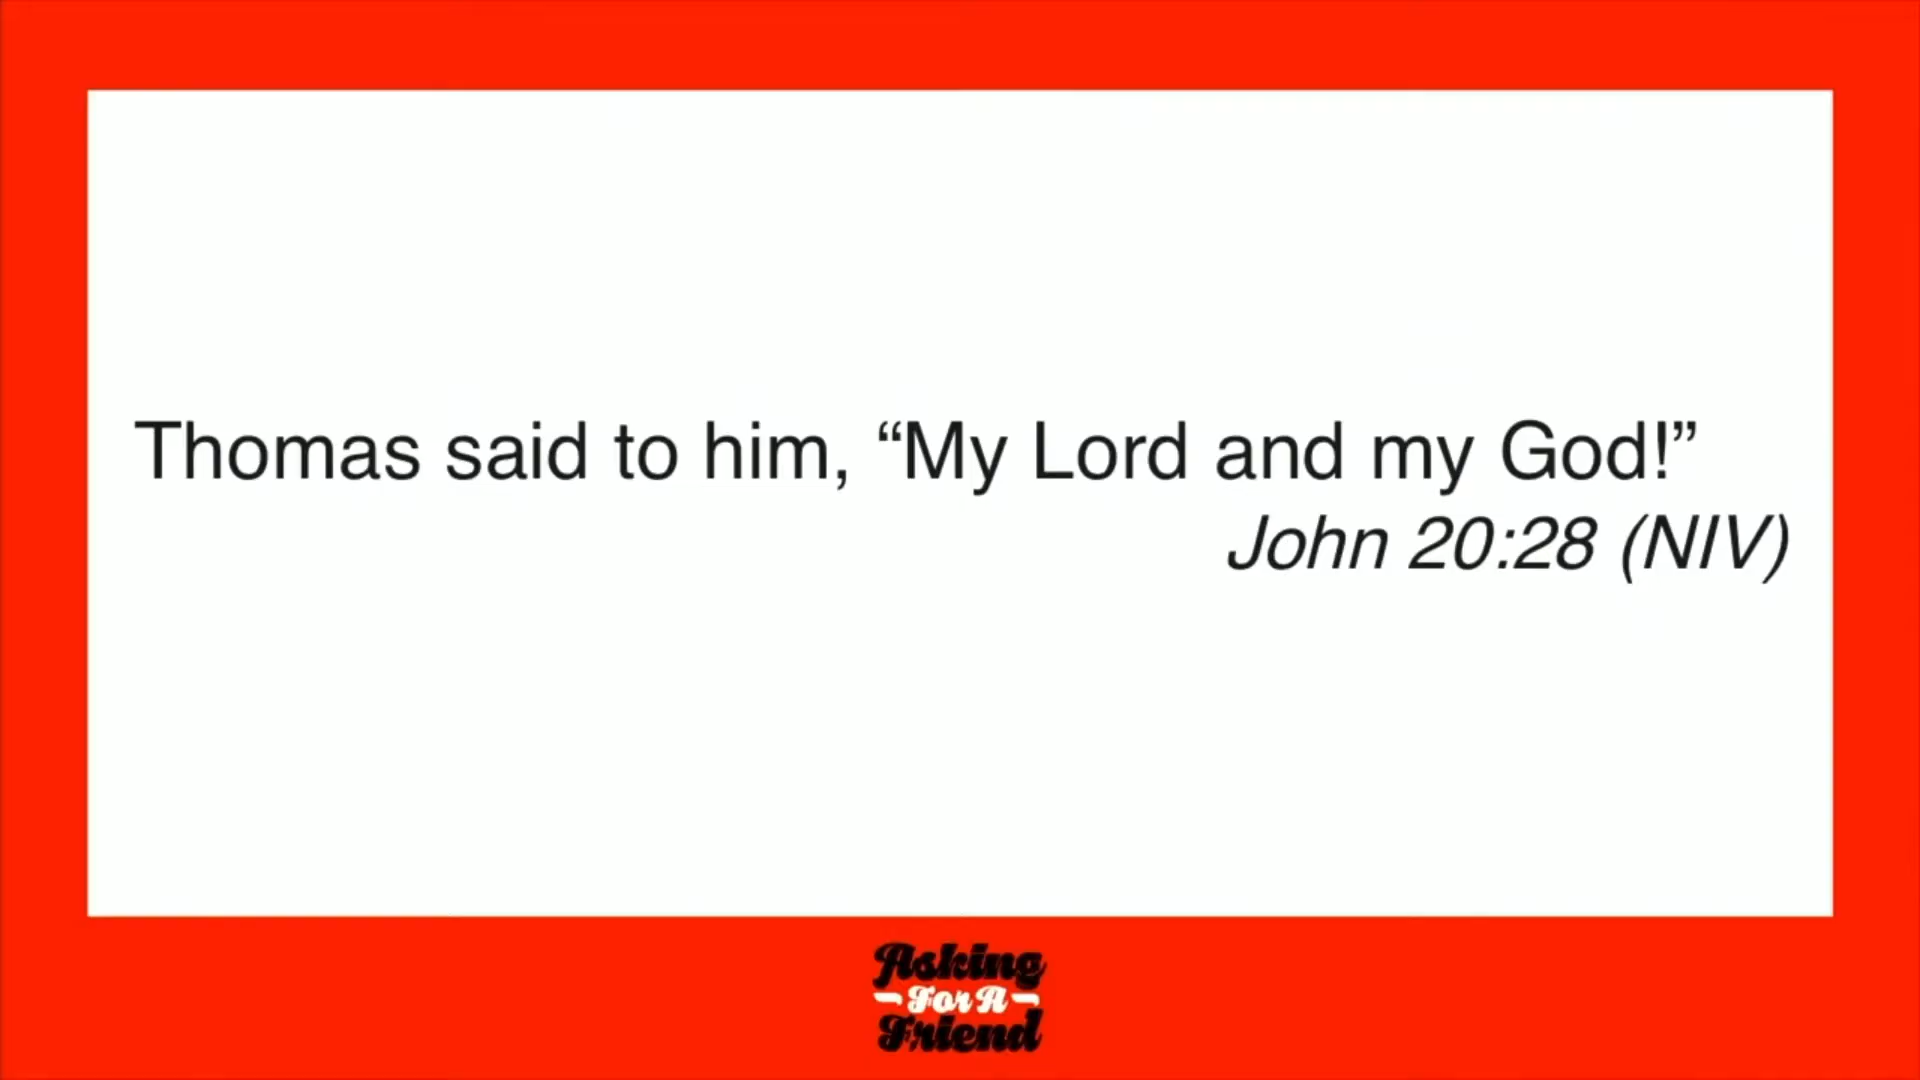 Thomas said to him, “My Lord and my God!”
John 20:28 (NIV)
Asking
For A
Friend